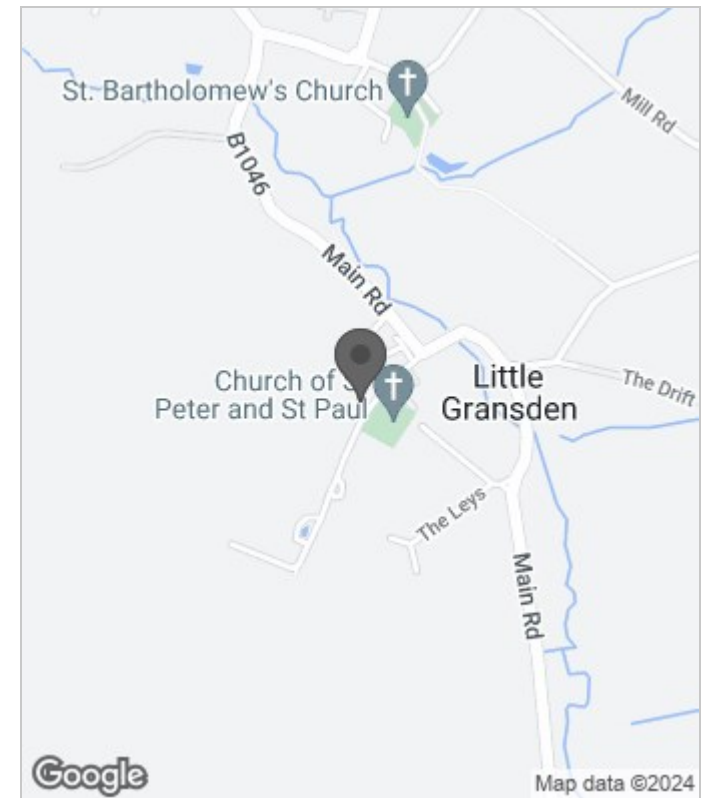 St. Bartholomew's Church
Mill Rd
B1046
Main Rd
Church of S
Peter and St Paul
Little
Gransden
The Drift
The Leys
Main Rd
Google
Map data ©2024